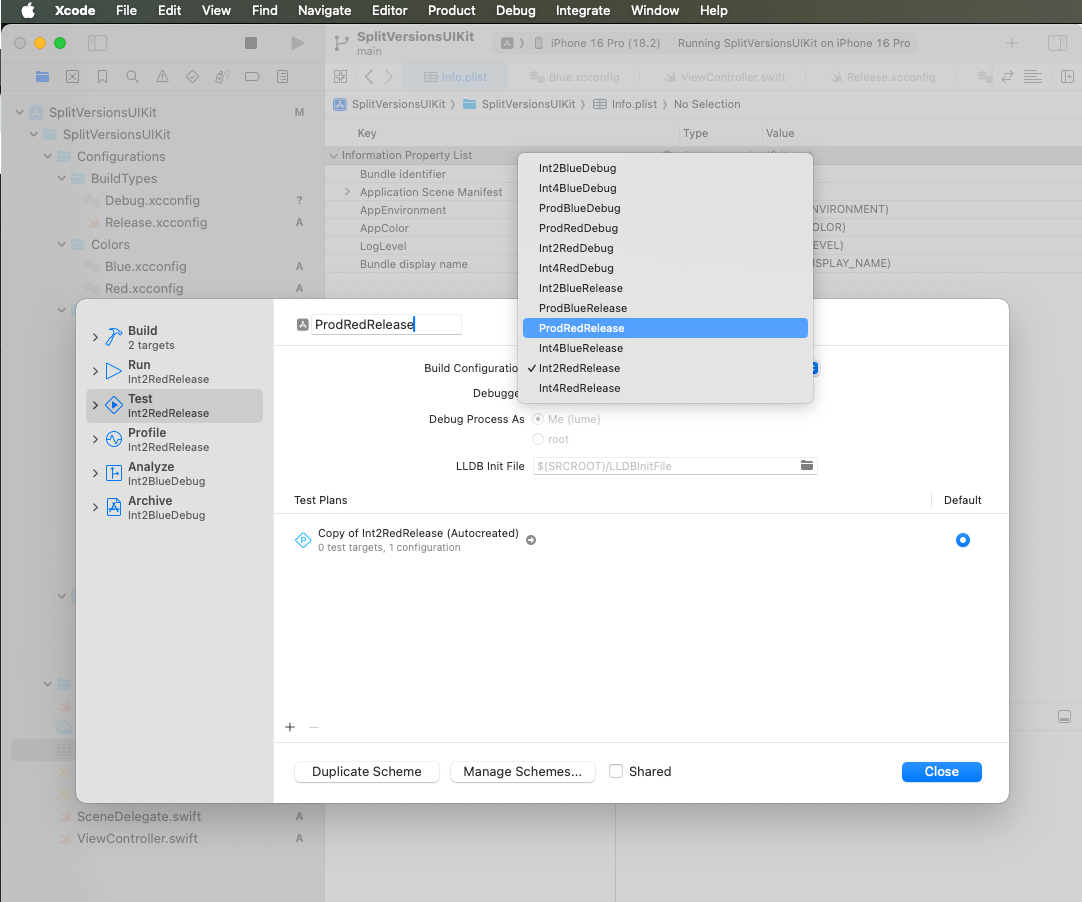 Xcode File Edit View Find Navigate Editor Product Debug Integrate Window Help
SplitVersionsUIKit
main
iPhone 16 Pro (18.2) Running SplitVersionsUIKit on iPhone 16 Pro
Info.plist Blue.xcconfig ViewController.swift Release.xcconfig
SplitVersionsUIKit SplitVersionsUIKit Info.plist No Selection
Key Type Value
SplitVersionsUIKit M
SplitVersionsUIKit
Configurations
BuildTypes
Debug.xcconfig ?
Release.xcconfig A
Colors
Blue.xcconfig A
Red.xcconfig A
Information Property List
Bundle identifier
Application Scene Manifest
AppEnvironment NVIRONMENT)
AppColor OLOR)
LogLevel EVEL)
Bundle display name ISPLAY_NAME)
Int2BlueDebug
Int4BlueDebug
ProdBlueDebug
ProdRedDebug
Int2RedDebug
Int4RedDebug
Int2BlueRelease
ProdBlueRelease
ProdRedRelease
Int4BlueRelease
✓ Int2RedRelease
Int4RedRelease
Build
2 targets
Run
Int2RedRelease
Test
Int2RedRelease
Profile
Int2RedRelease
Analyze
Int2BlueDebug
Archive
Int2BlueDebug
ProdRedRelease
Build Configuratio
Debugge
Debug Process As Me (lume)
root
LLDB Init File $(SRCROOT)/LLDBInitFile
Test Plans Default
Copy of Int2RedRelease (Autocreated)
0 test targets, 1 configuration
+ –
Duplicate Scheme Manage Schemes... Shared Close
SceneDelegate.swift A
ViewController.swift A